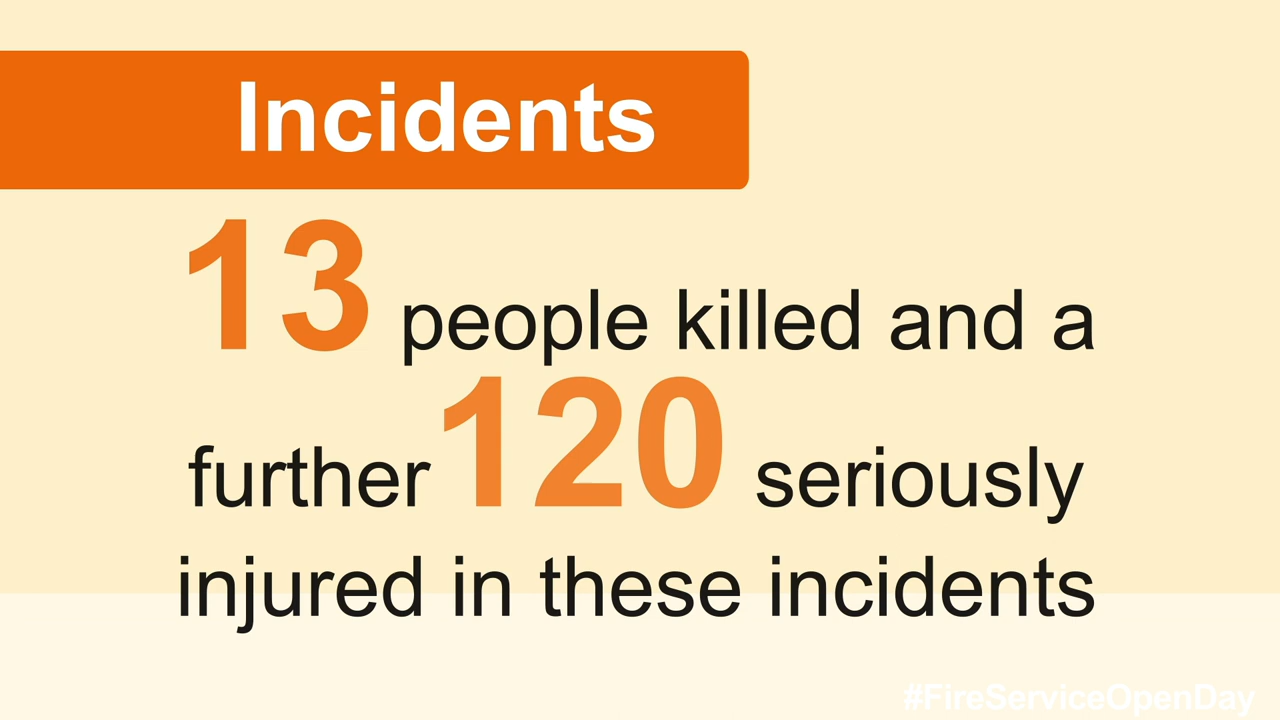 Incidents
13 people killed and a
further 120 seriously
injured in these incidents
#FireServiceOpenDay